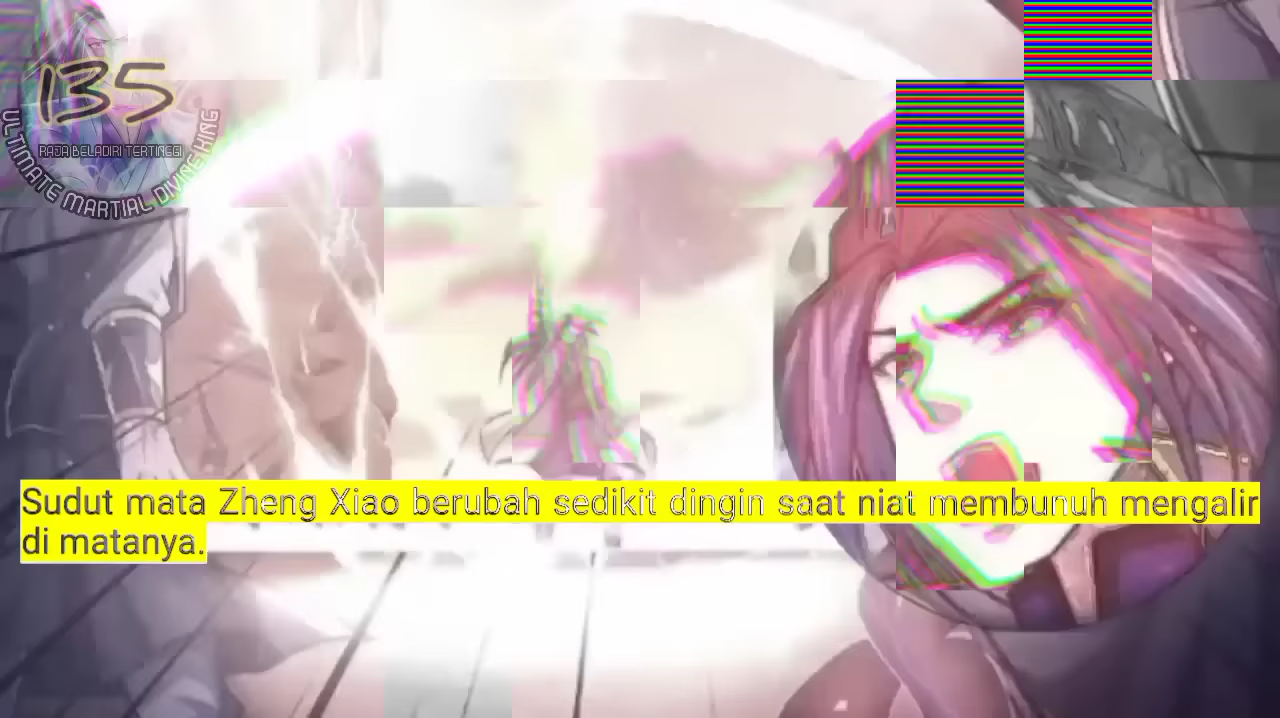 135
RAJA BELADIRI TERTINGGI
ULTIMATE MARTIAL DIVINE KING
Sudut mata Zheng Xiao berubah sedikit dingin saat niat membunuh mengalir
di matanya.